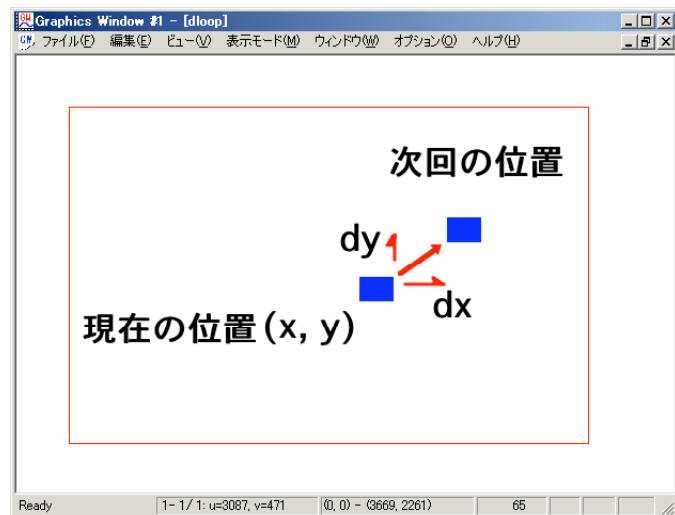 Graphics Window #1 - [dloop]
ファイル(F) 編集(E) ビュー(V) 表示モード(M) ウィンドウ(W) オプション(O) ヘルプ(H)
次回の位置
dy
dx
現在の位置(x, y)
Ready 1- 1/ 1: u=3087, v=471 (0, 0) - (3669, 2261) 65